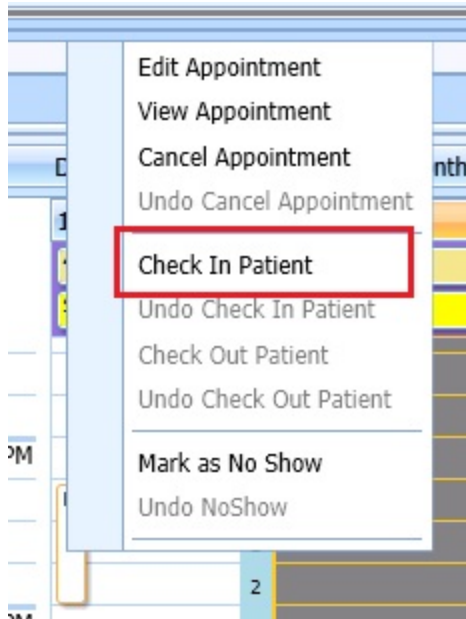 Edit Appointment
View Appointment
Cancel Appointment
Undo Cancel Appointment
Check In Patient
Undo Check In Patient
Check Out Patient
Undo Check Out Patient
Mark as No Show
Undo NoShow
2